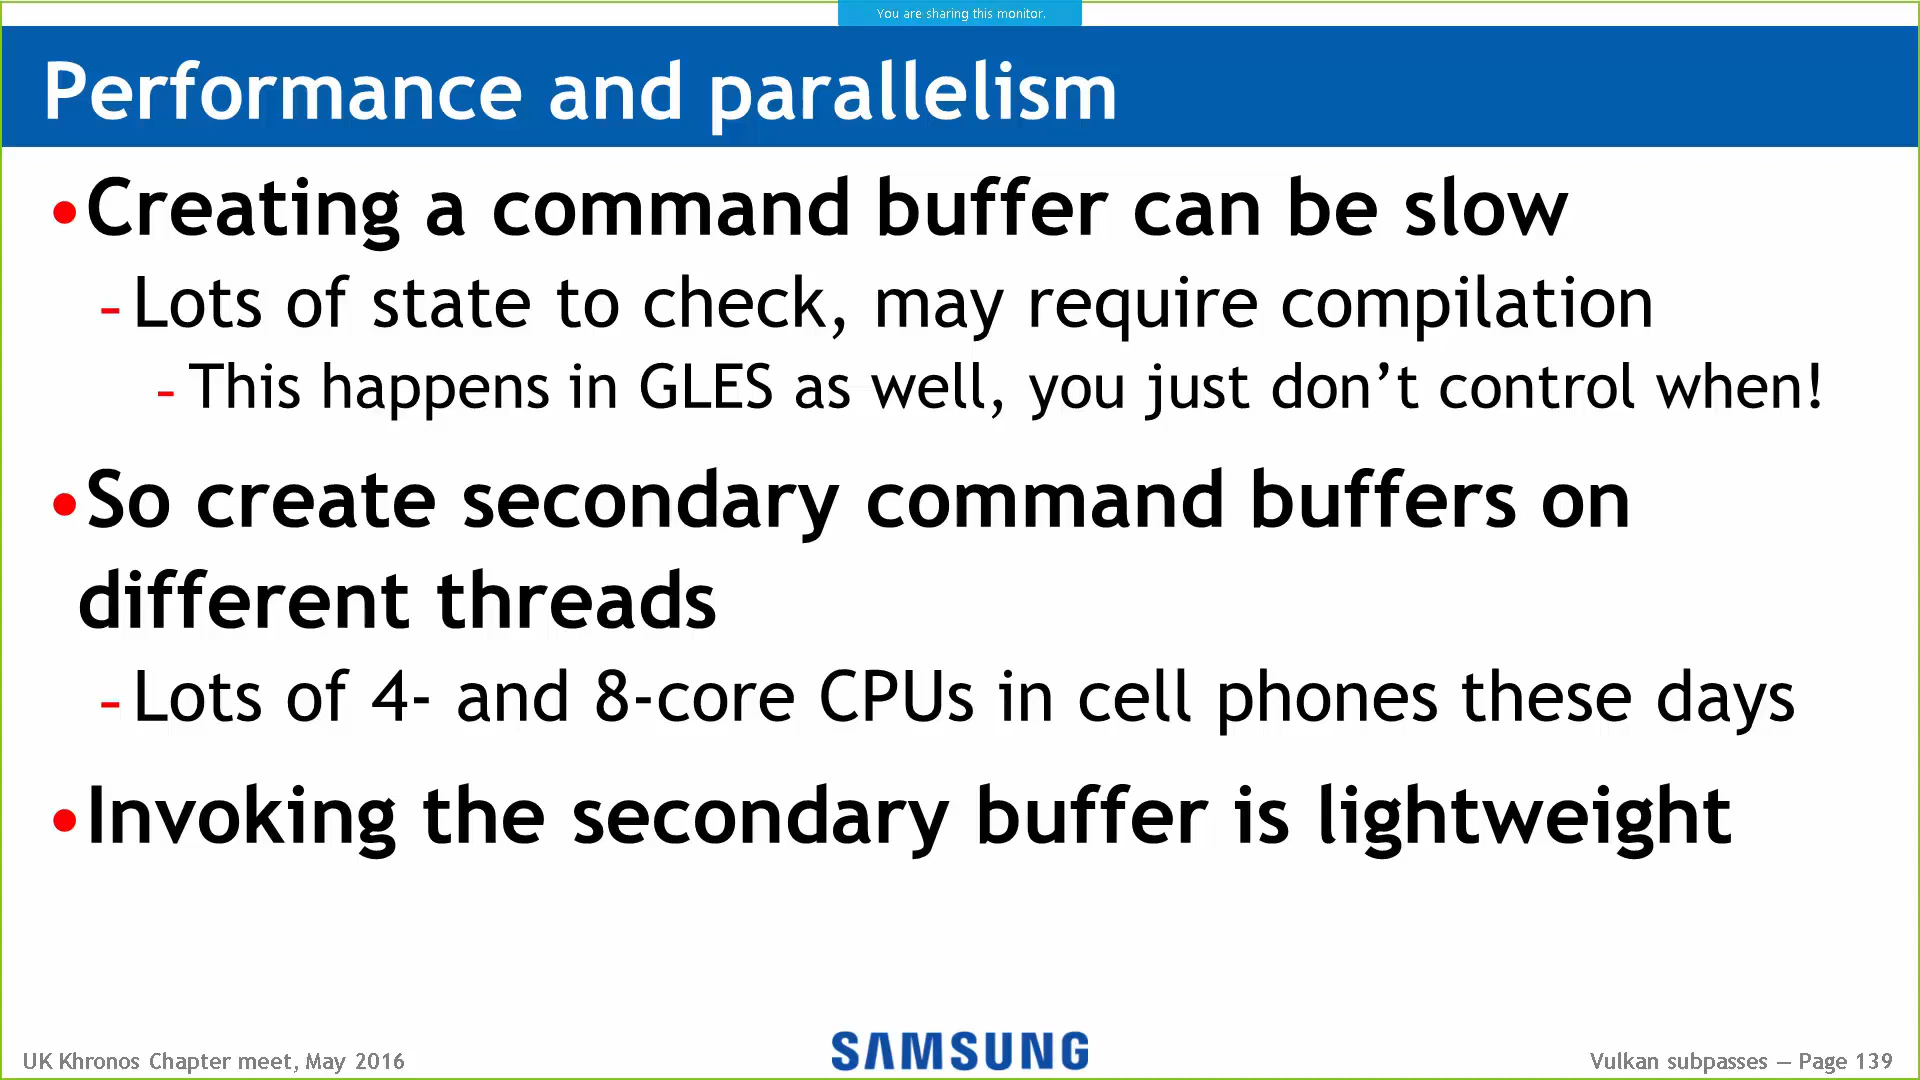 You are sharing this monitor.
Performance and parallelism
•Creating a command buffer can be slow
-Lots of state to check, may require compilation
-This happens in GLES as well, you just don’t control when!
•So create secondary command buffers on
different threads
-Lots of 4- and 8-core CPUs in cell phones these days
•Invoking the secondary buffer is lightweight
UK Khronos Chapter meet, May 2016
SAMSUNG
Vulkan subpasses — Page 139